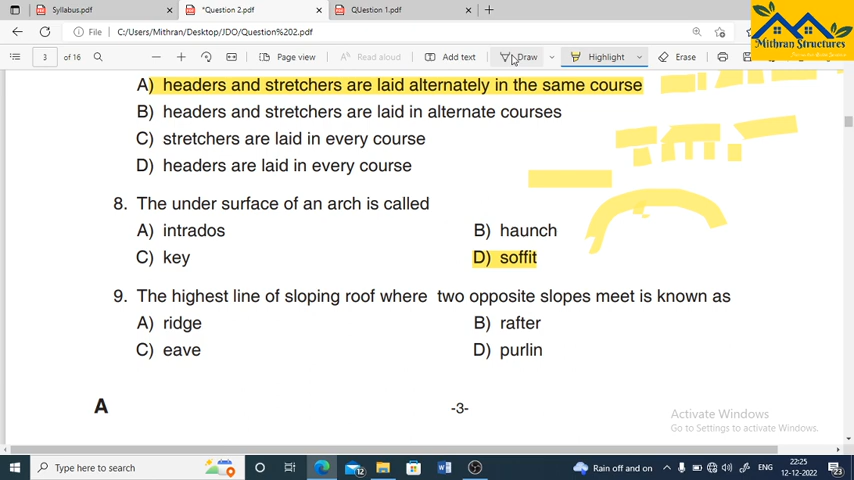 Syllabus.pdf
*Question 2.pdf
QUestion 1.pdf
File
C:/Users/Mithran/Desktop/JDO/Question%202.pdf
3 of 16
Page view
Read aloud
Add text
Draw
Highlight
Erase
Mithran Structures
A) headers and stretchers are laid alternately in the same course
B) headers and stretchers are laid in alternate courses
C) stretchers are laid in every course
D) headers are laid in every course
8. The under surface of an arch is called
A) intrados
B) haunch
C) key
D) soffit
9. The highest line of sloping roof where two opposite slopes meet is known as
A) ridge
B) rafter
C) eave
D) purlin
A
-3-
Activate Windows
Go to Settings to activate Windows.
Type here to search
12
Rain off and on
ENG
22:25
12-12-2022
23